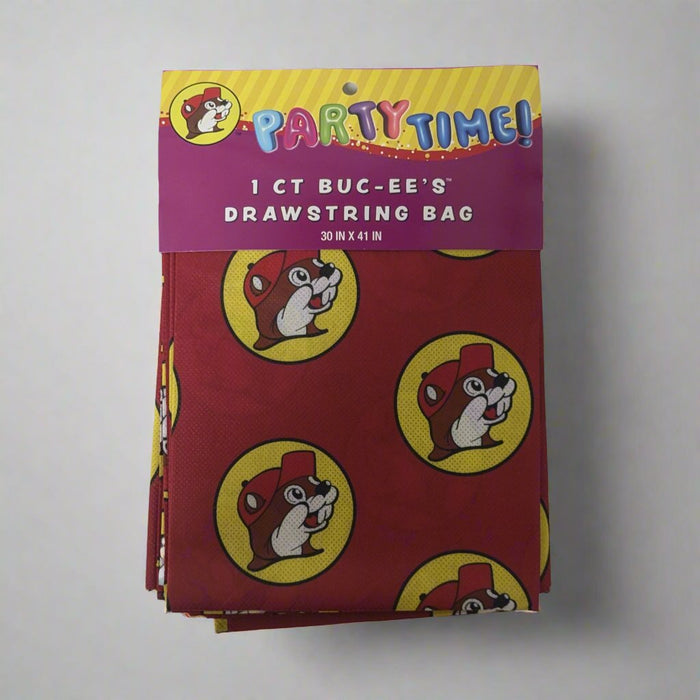 PARTY TIME!
1 CT BUC-EE'S™
DRAWSTRING BAG
30 IN X 41 IN